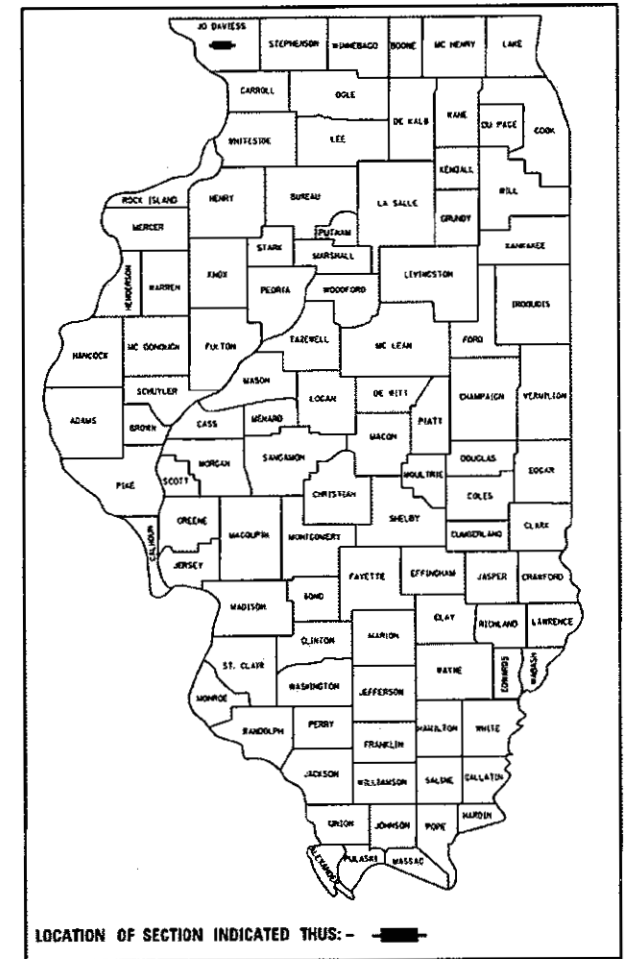 JO DAVIESS
STEPHENSON
WINNEBAGO
BOONE
MC HENRY
LAKE
CARROLL
OGLE
DE KALB
KANE
DU PAGE
COOK
WHITESIDE
LEE
KENDALL
WILL
ROCK ISLAND
HENRY
BUREAU
LA SALLE
GRUNDY
MERCER
PUTNAM
STARK
MARSHALL
KANKAKEE
HENDERSON
WARREN
KNOX
PEORIA
WOODFORD
LIVINGSTON
IROQUOIS
HANCOCK
MC DONOUGH
FULTON
TAZEWELL
MC LEAN
FORD
SCHUYLER
MASON
LOGAN
DE WITT
CHAMPAIGN
VERMILION
ADAMS
BROWN
CASS
MENARD
MACON
PIATT
PIKE
SCOTT
MORGAN
SANGAMON
CHRISTIAN
MOULTRIE
DOUGLAS
EDGAR
COLES
CALHOUN
GREENE
MACOUPIN
MONTGOMERY
SHELBY
CUMBERLAND
CLARK
JERSEY
FAYETTE
EFFINGHAM
JASPER
CRAWFORD
MADISON
BOND
CLAY
RICHLAND
LAWRENCE
CLINTON
MARION
ST. CLAIR
WAYNE
EDWARDS
WABASH
WASHINGTON
JEFFERSON
MONROE
RANDOLPH
PERRY
HAMILTON
WHITE
FRANKLIN
JACKSON
WILLIAMSON
SALINE
GALLATIN
UNION
JOHNSON
POPE
HARDIN
ALEXANDER
PULASKI
MASSAC
LOCATION OF SECTION INDICATED THUS: -